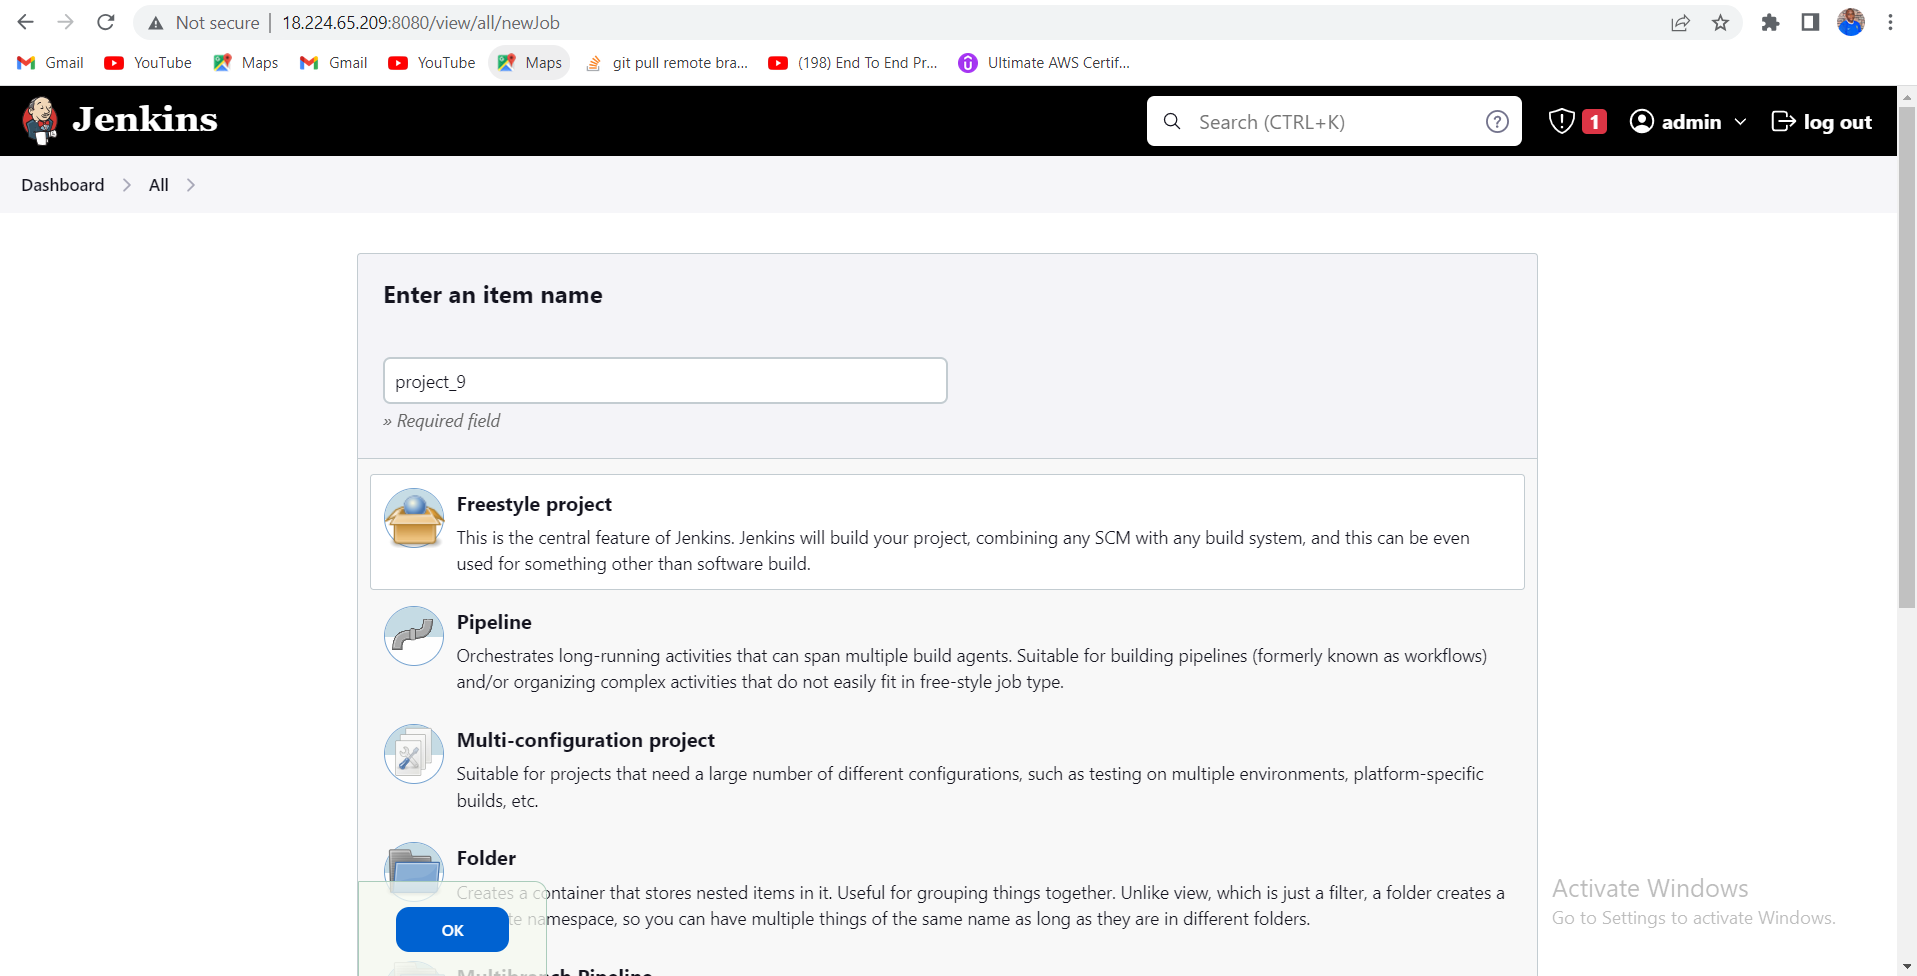 Not secure | 18.224.65.209:8080/view/all/newJob
Gmail YouTube Maps Gmail YouTube Maps git pull remote bra... (198) End To End Pr... Ultimate AWS Certif...
Jenkins Search (CTRL+K) ? 1 admin log out
Dashboard All
Enter an item name
project_9
» Required field
Freestyle project
This is the central feature of Jenkins. Jenkins will build your project, combining any SCM with any build system, and this can be even
used for something other than software build.
Pipeline
Orchestrates long-running activities that can span multiple build agents. Suitable for building pipelines (formerly known as workflows)
and/or organizing complex activities that do not easily fit in free-style job type.
Multi-configuration project
Suitable for projects that need a large number of different configurations, such as testing on multiple environments, platform-specific
builds, etc.
Folder
Creates a container that stores nested items in it. Useful for grouping things together. Unlike view, which is just a filter, a folder creates a
namespace, so you can have multiple things of the same name as long as they are in different folders.
OK
Multibranch Pipeline
Activate Windows
Go to Settings to activate Windows.